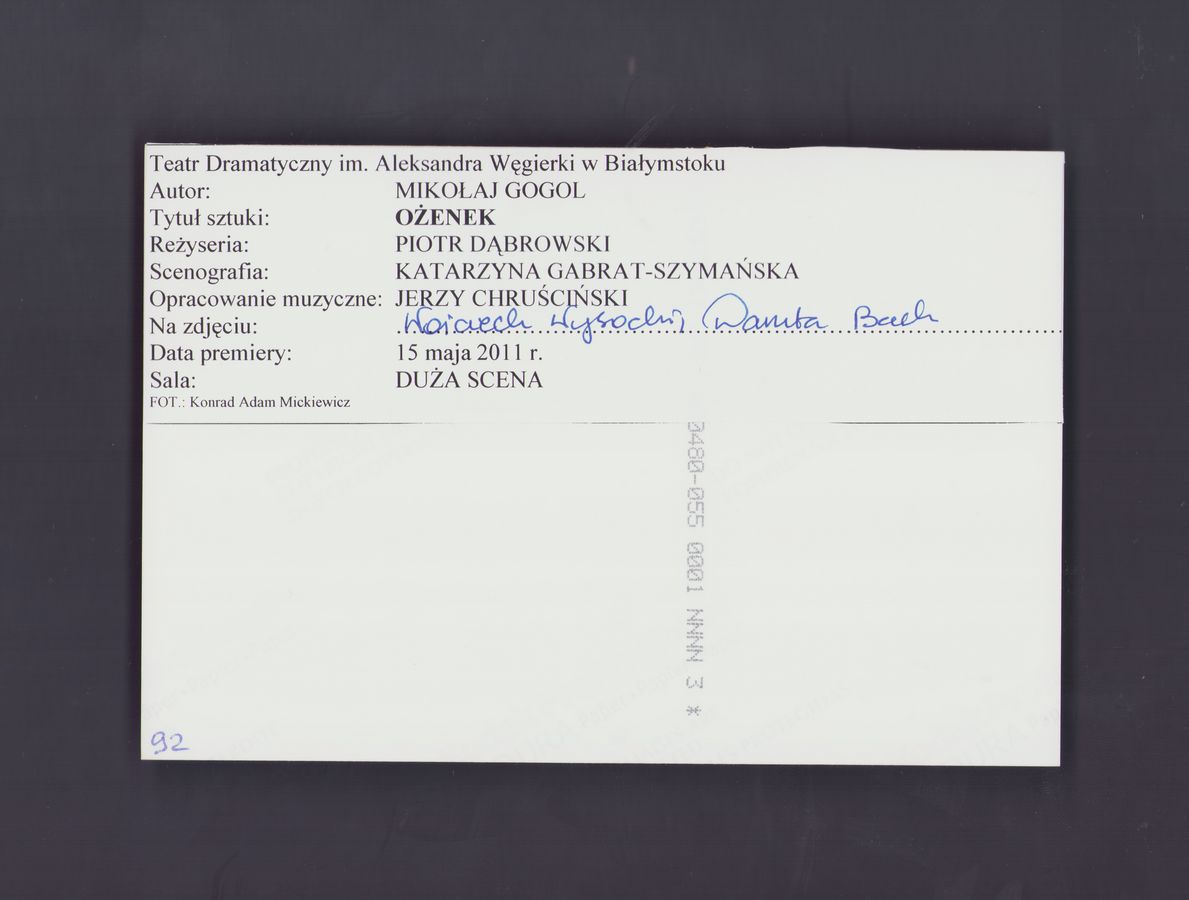 Teatr Dramatyczny im. Aleksandra Węgierki w Białymstoku
Autor: MIKOŁAJ GOGOL
Tytuł sztuki: OŻENEK
Reżyseria: PIOTR DĄBROWSKI
Scenografia: KATARZYNA GABRAT-SZYMAŃSKA
Opracowanie muzyczne: JERZY CHRUŚCIŃSKI
Na zdjęciu: Wojciech Wysocki, Danuta Bach
Data premiery: 15 maja 2011 r.
Sala: DUŻA SCENA
FOT.: Konrad Adam Mickiewicz
0480-055 0001 NNNN 3 *
92